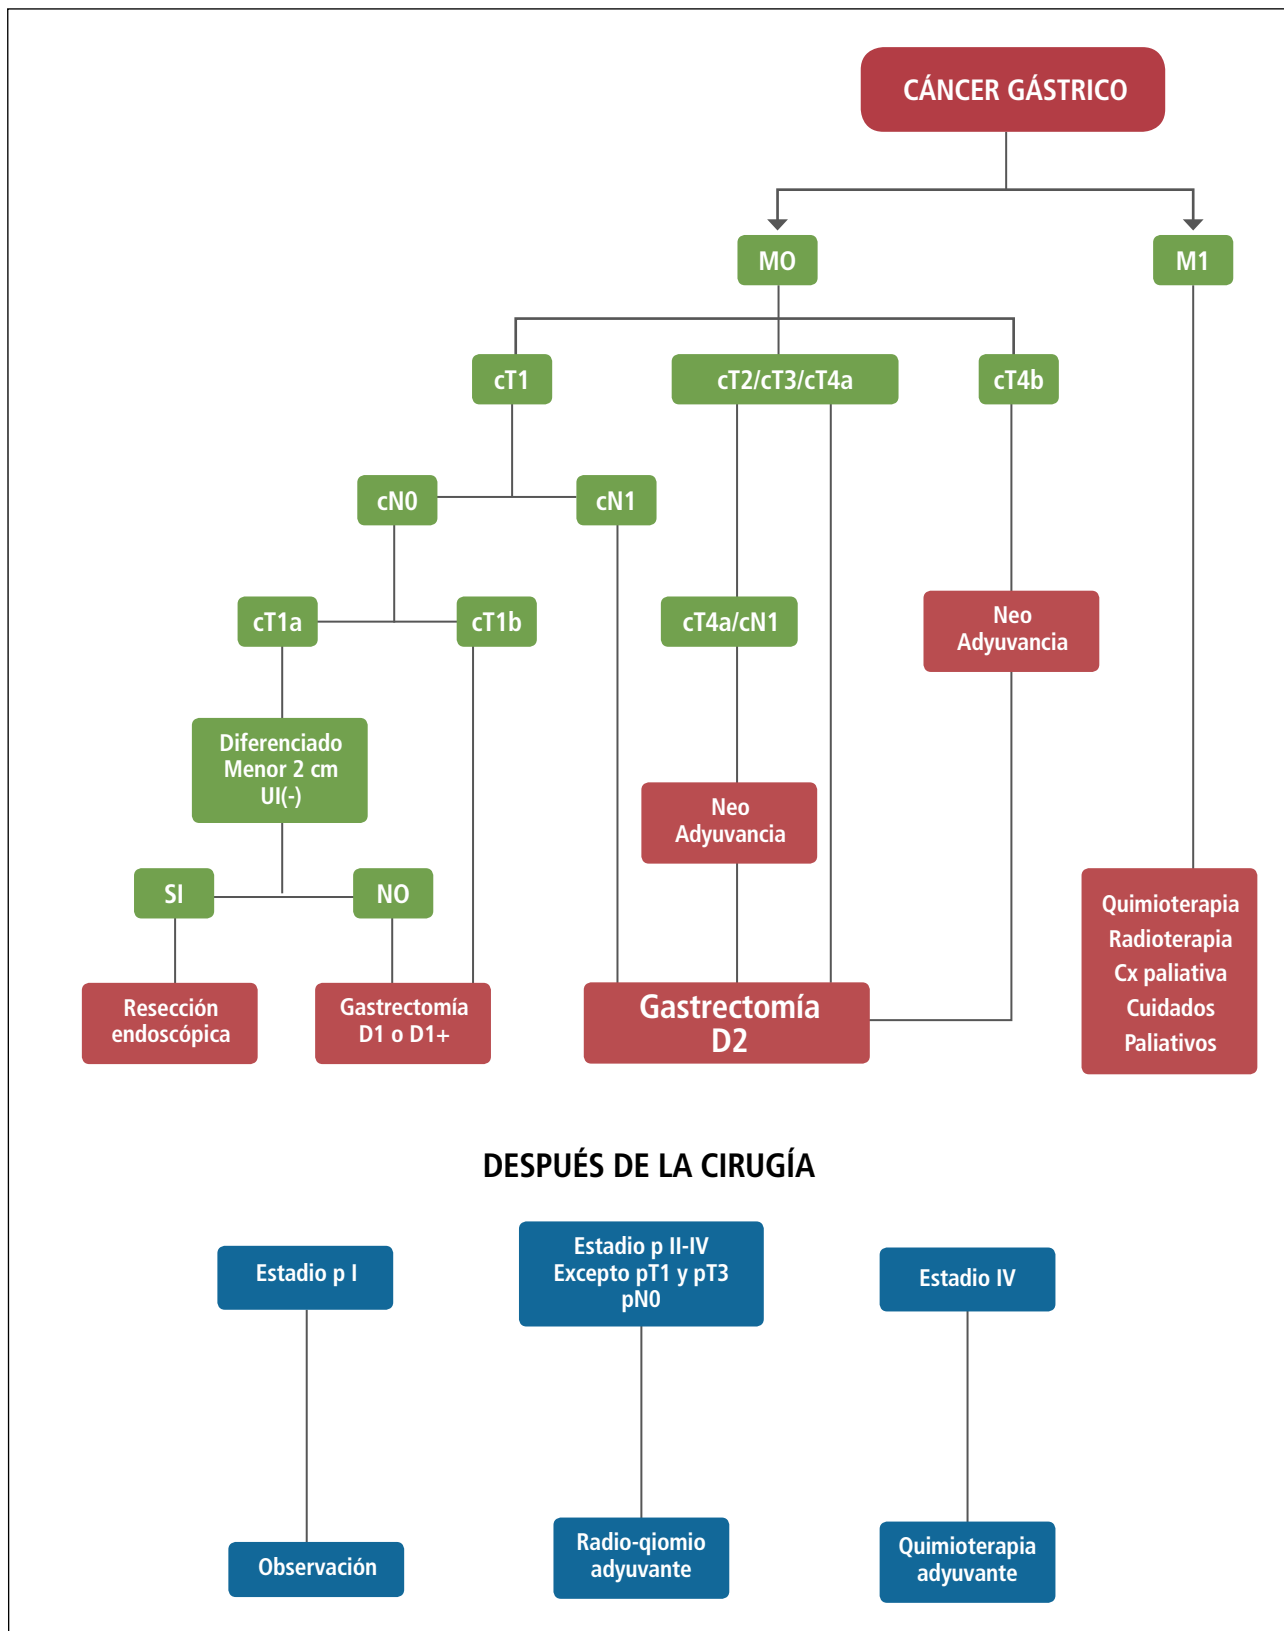 CÁNCER GÁSTRICO
MO
M1
cT1
cT2/cT3/cT4a
cT4b
cN0
cN1
cT1a
cT1b
cT4a/cN1
Neo
Adyuvancia
Diferenciado
Menor 2 cm
UI(-)
Neo
Adyuvancia
SI
NO
Quimioterapia
Radioterapia
Cx paliativa
Cuidados
Paliativos
Resección
endoscópica
Gastrectomía
D1 o D1+
Gastrectomía
D2
DESPUÉS DE LA CIRUGÍA
Estadio p I
Estadio p II-IV
Excepto pT1 y pT3
pN0
Estadio IV
Observación
Radio-qiomio
adyuvante
Quimioterapia
adyuvante